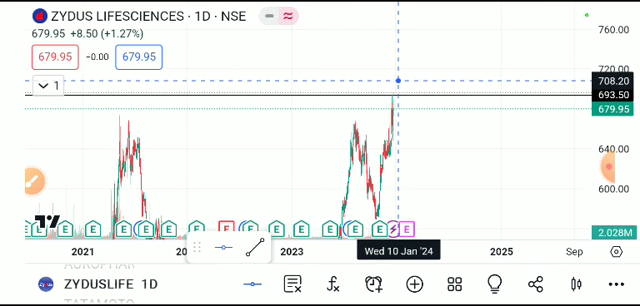 ZYDUS LIFESCIENCES · 1D · NSE
679.95 +8.50 (+1.27%)
679.95 −0.00 679.95
1
760.00
720.00
708.20
693.50
679.95
640.00
600.00
2.028M
E E E E E E E E E E E E E E E
2021 2023 Wed 10 Jan '24 2025 Sep
ZYDUSLIFE 1D